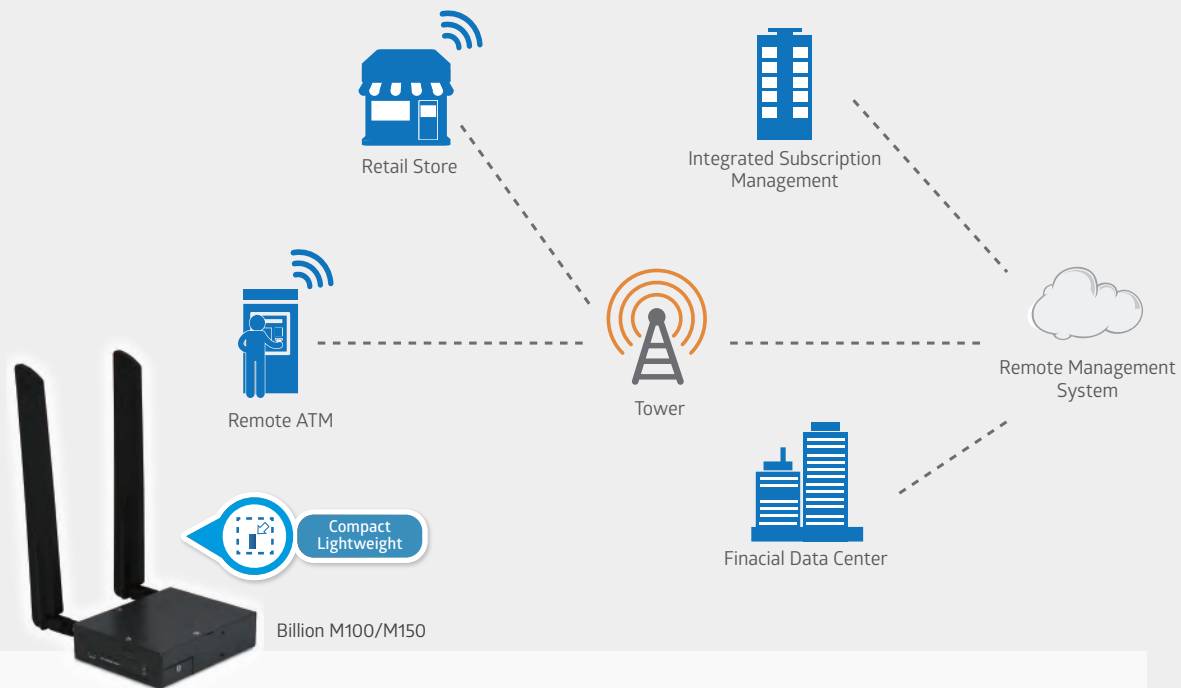 Retail Store
Integrated Subscription
Management
Remote ATM
Tower
Remote Management
System
Compact
Lightweight
Finacial Data Center
Billion M100/M150